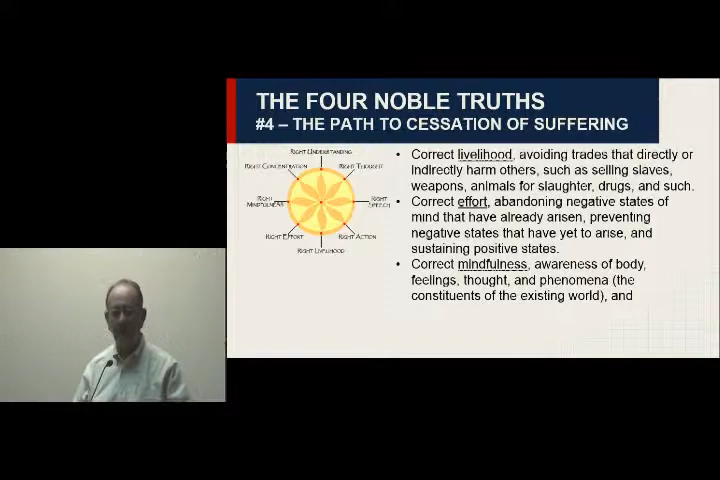 THE FOUR NOBLE TRUTHS
#4 – THE PATH TO CESSATION OF SUFFERING
RIGHT UNDERSTANDING
RIGHT CONCENTRATION
RIGHT THOUGHT
RIGHT
MINDFULNESS
RIGHT
SPEECH
RIGHT EFFORT
RIGHT ACTION
RIGHT LIVLIHOOD
• Correct livelihood, avoiding trades that directly or
indirectly harm others, such as selling slaves,
weapons, animals for slaughter, drugs, and such.
• Correct effort, abandoning negative states of
mind that have already arisen, preventing
negative states that have yet to arise, and
sustaining positive states.
• Correct mindfulness, awareness of body,
feelings, thought, and phenomena (the
constituents of the existing world), and